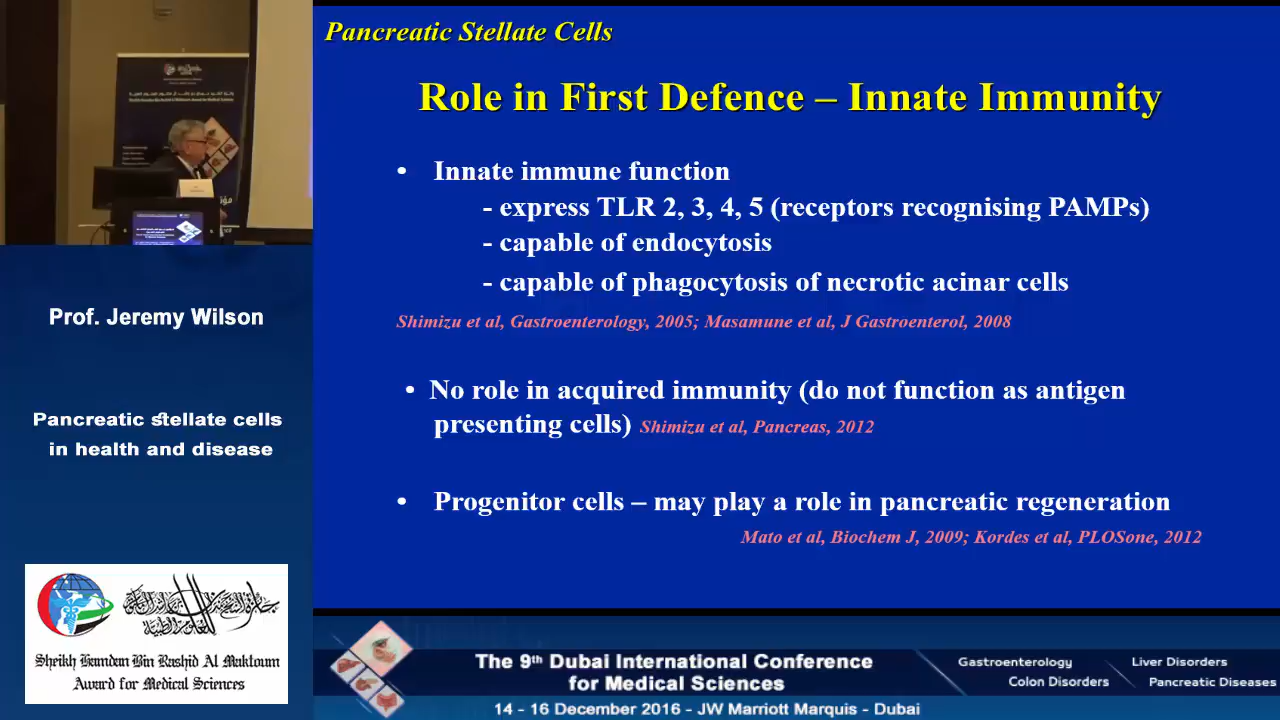 Pancreatic Stellate Cells
Role in First Defence – Innate Immunity
• Innate immune function
- express TLR 2, 3, 4, 5 (receptors recognising PAMPs)
- capable of endocytosis
- capable of phagocytosis of necrotic acinar cells
Shimizu et al, Gastroenterology, 2005; Masamune et al, J Gastroenterol, 2008
• No role in acquired immunity (do not function as antigen
presenting cells) Shimizu et al, Pancreas, 2012
• Progenitor cells – may play a role in pancreatic regeneration
Mato et al, Biochem J, 2009; Kordes et al, PLOSone, 2012
Prof. Jeremy Wilson
Pancreatic stellate cells
in health and disease
Sheikh Hamdan Bin Rashid Al Maktoum
Award for Medical Sciences
The 9th Dubai International Conference
for Medical Sciences
14 - 16 December 2016 - JW Marriott Marquis - Dubai
Gastroenterology
Liver Disorders
Colon Disorders
Pancreatic Diseases